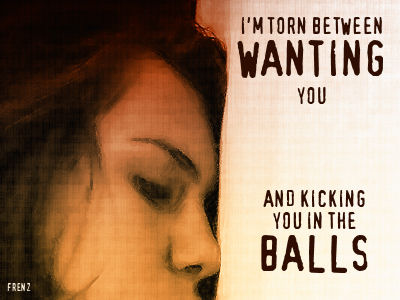 I'M TORN BETWEEN
WANTING
YOU
AND KICKING
YOU IN THE
BALLS
FRENZ